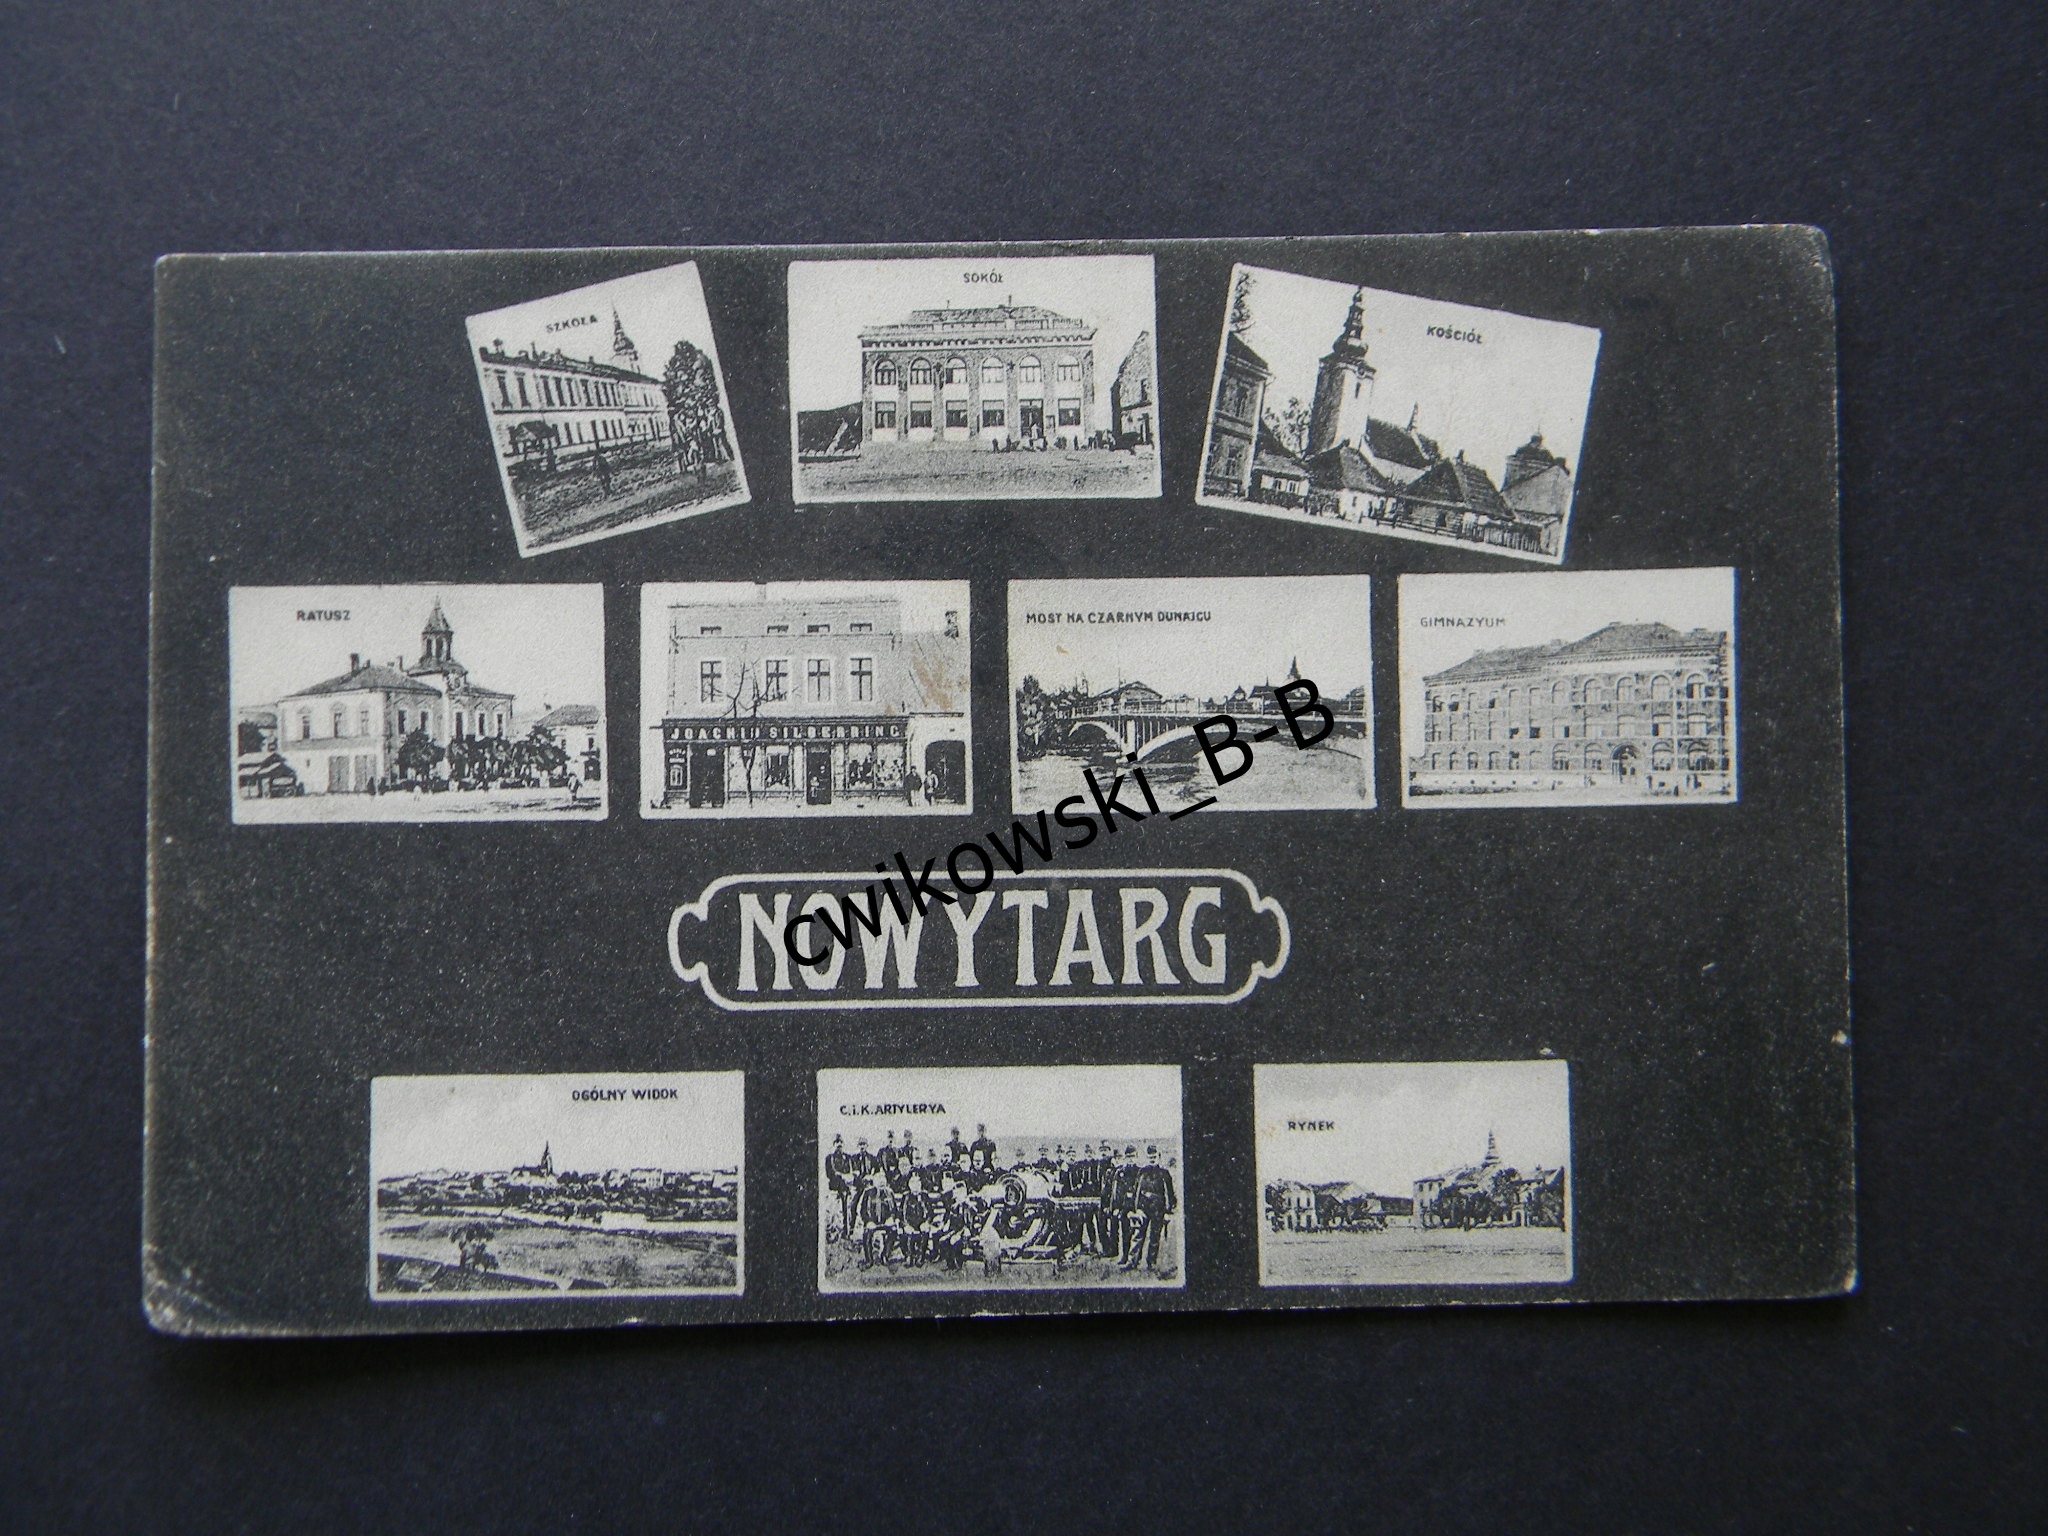 SZKOŁA
SOKÓŁ
KOŚCIÓŁ
RATUSZ
JOACHIM SILBERRING
MOST NA CZARNYM DUNAJCU
GIMNAZYUM
NOWYTARG
cwikowski_B-B
OGÓLNY WIDOK
C.i.K.ARTYLERYA
RYNEK